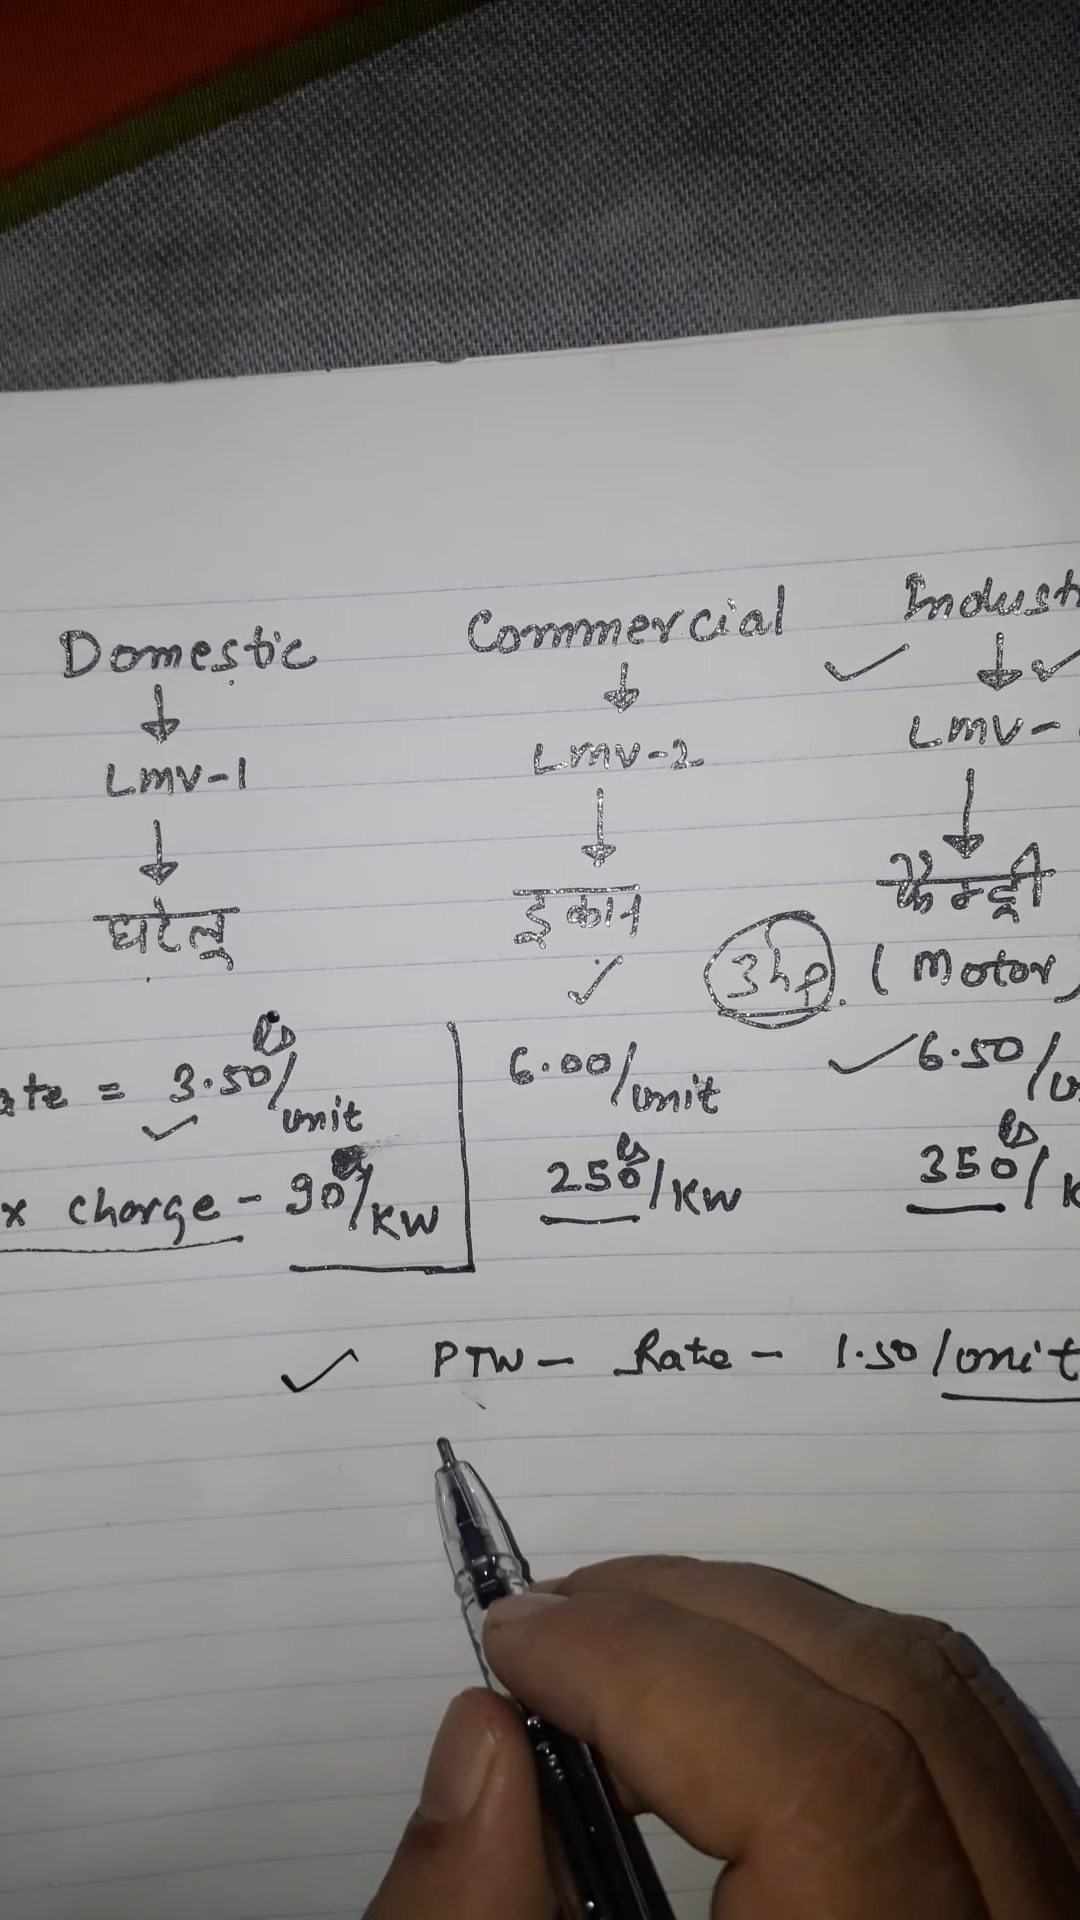 Domestic Commercial Indust
LMV-1 LMV-2 LMV-
घरेलू दुकान फैक्ट्री
3hp. (Motor)
ate = 3.50/unit 6.00/unit 6.50/u
x charge - 90/KW 250/KW 350/K
PTW - Rate - 1.50/unit